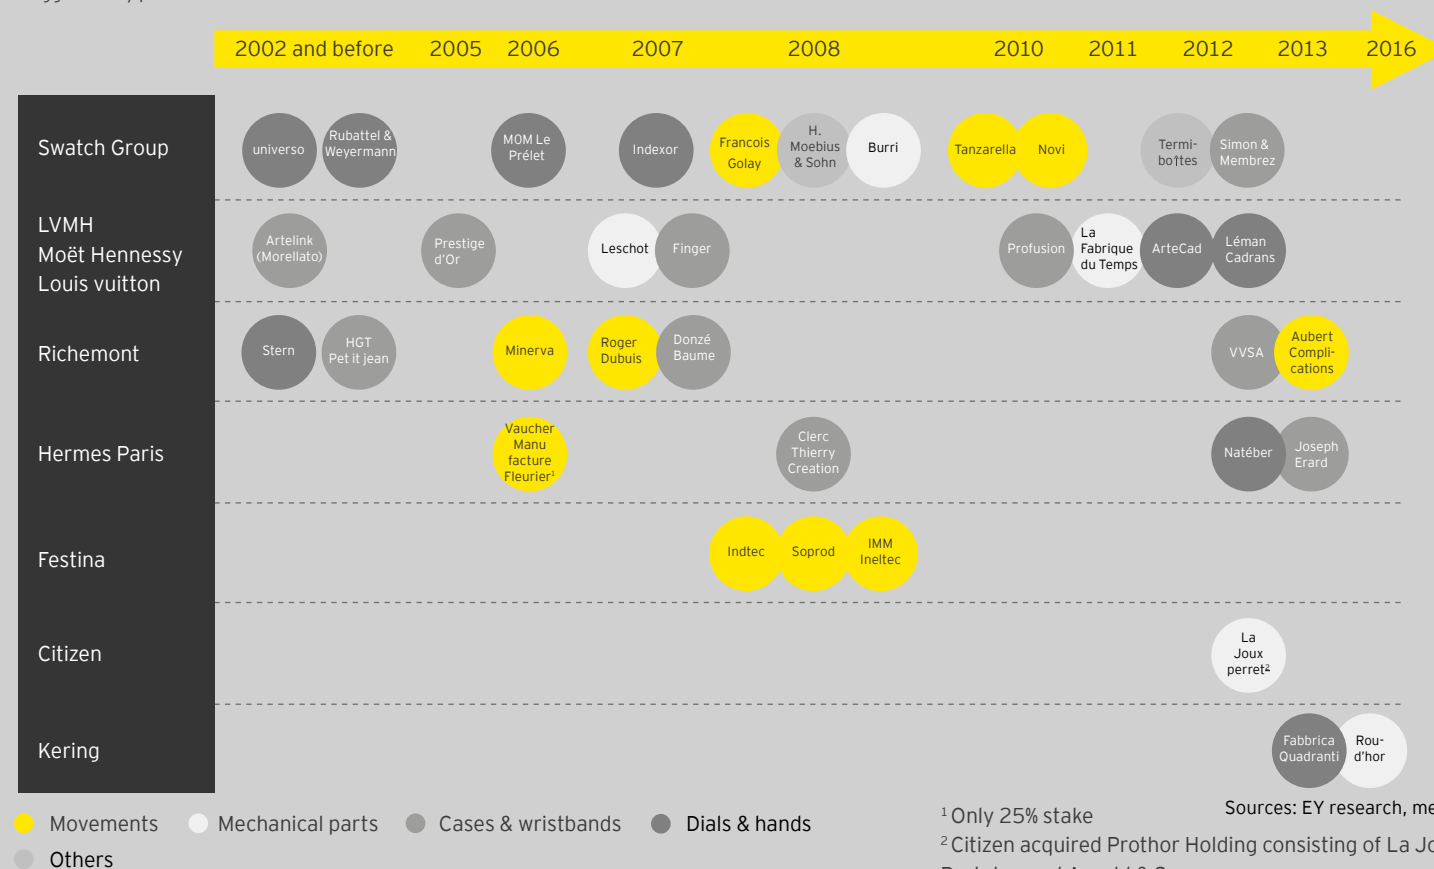 2002 and before 2005 2006 2007 2008 2010 2011 2012 2013 2016
Swatch Group
universo
Rubattel &
Weyermann
MOM Le
Prélet
Indexor
Francois
Golay
H.
Moebius
& Sohn
Burri
Tanzarella
Novi
Termi-
boîtes
Simon &
Membrez
LVMH
Moët Hennessy
Louis vuitton
Artelink
(Morellato)
Prestige
d'Or
Leschot
Finger
Profusion
La
Fabrique
du Temps
ArteCad
Léman
Cadrans
Richemont
Stern
HGT
Pet it jean
Minerva
Roger
Dubuis
Donzé
Baume
VVSA
Aubert
Compli-
cations
Hermes Paris
Vaucher
Manu
facture
Fleurier¹
Clerc
Thierry
Creation
Natéber
Joseph
Erard
Festina
Indtec
Soprod
IMM
Ineltec
Citizen
La
Joux
perret²
Kering
Fabbrica
Quadranti
Rou-
d'hor
Movements Mechanical parts Cases & wristbands Dials & hands
Others
¹ Only 25% stake
Sources: EY research, me
² Citizen acquired Prothor Holding consisting of La Jo